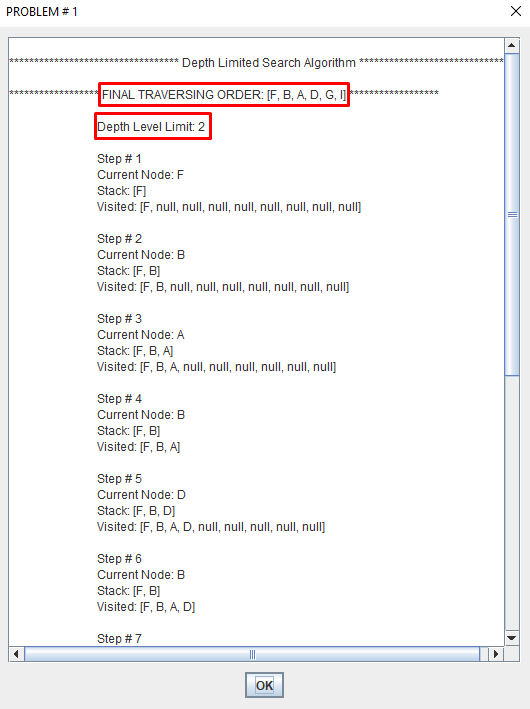 PROBLEM # 1
********************************** Depth Limited Search Algorithm *****************************
******************FINAL TRAVERSING ORDER: [F, B, A, D, G, I]******************
Depth Level Limit: 2
Step # 1
Current Node: F
Stack: [F]
Visited: [F, null, null, null, null, null, null, null, null]
Step # 2
Current Node: B
Stack: [F, B]
Visited: [F, B, null, null, null, null, null, null, null]
Step # 3
Current Node: A
Stack: [F, B, A]
Visited: [F, B, A, null, null, null, null, null, null]
Step # 4
Current Node: B
Stack: [F, B]
Visited: [F, B, A]
Step # 5
Current Node: D
Stack: [F, B, D]
Visited: [F, B, A, D, null, null, null, null, null]
Step # 6
Current Node: B
Stack: [F, B]
Visited: [F, B, A, D]
Step # 7
OK